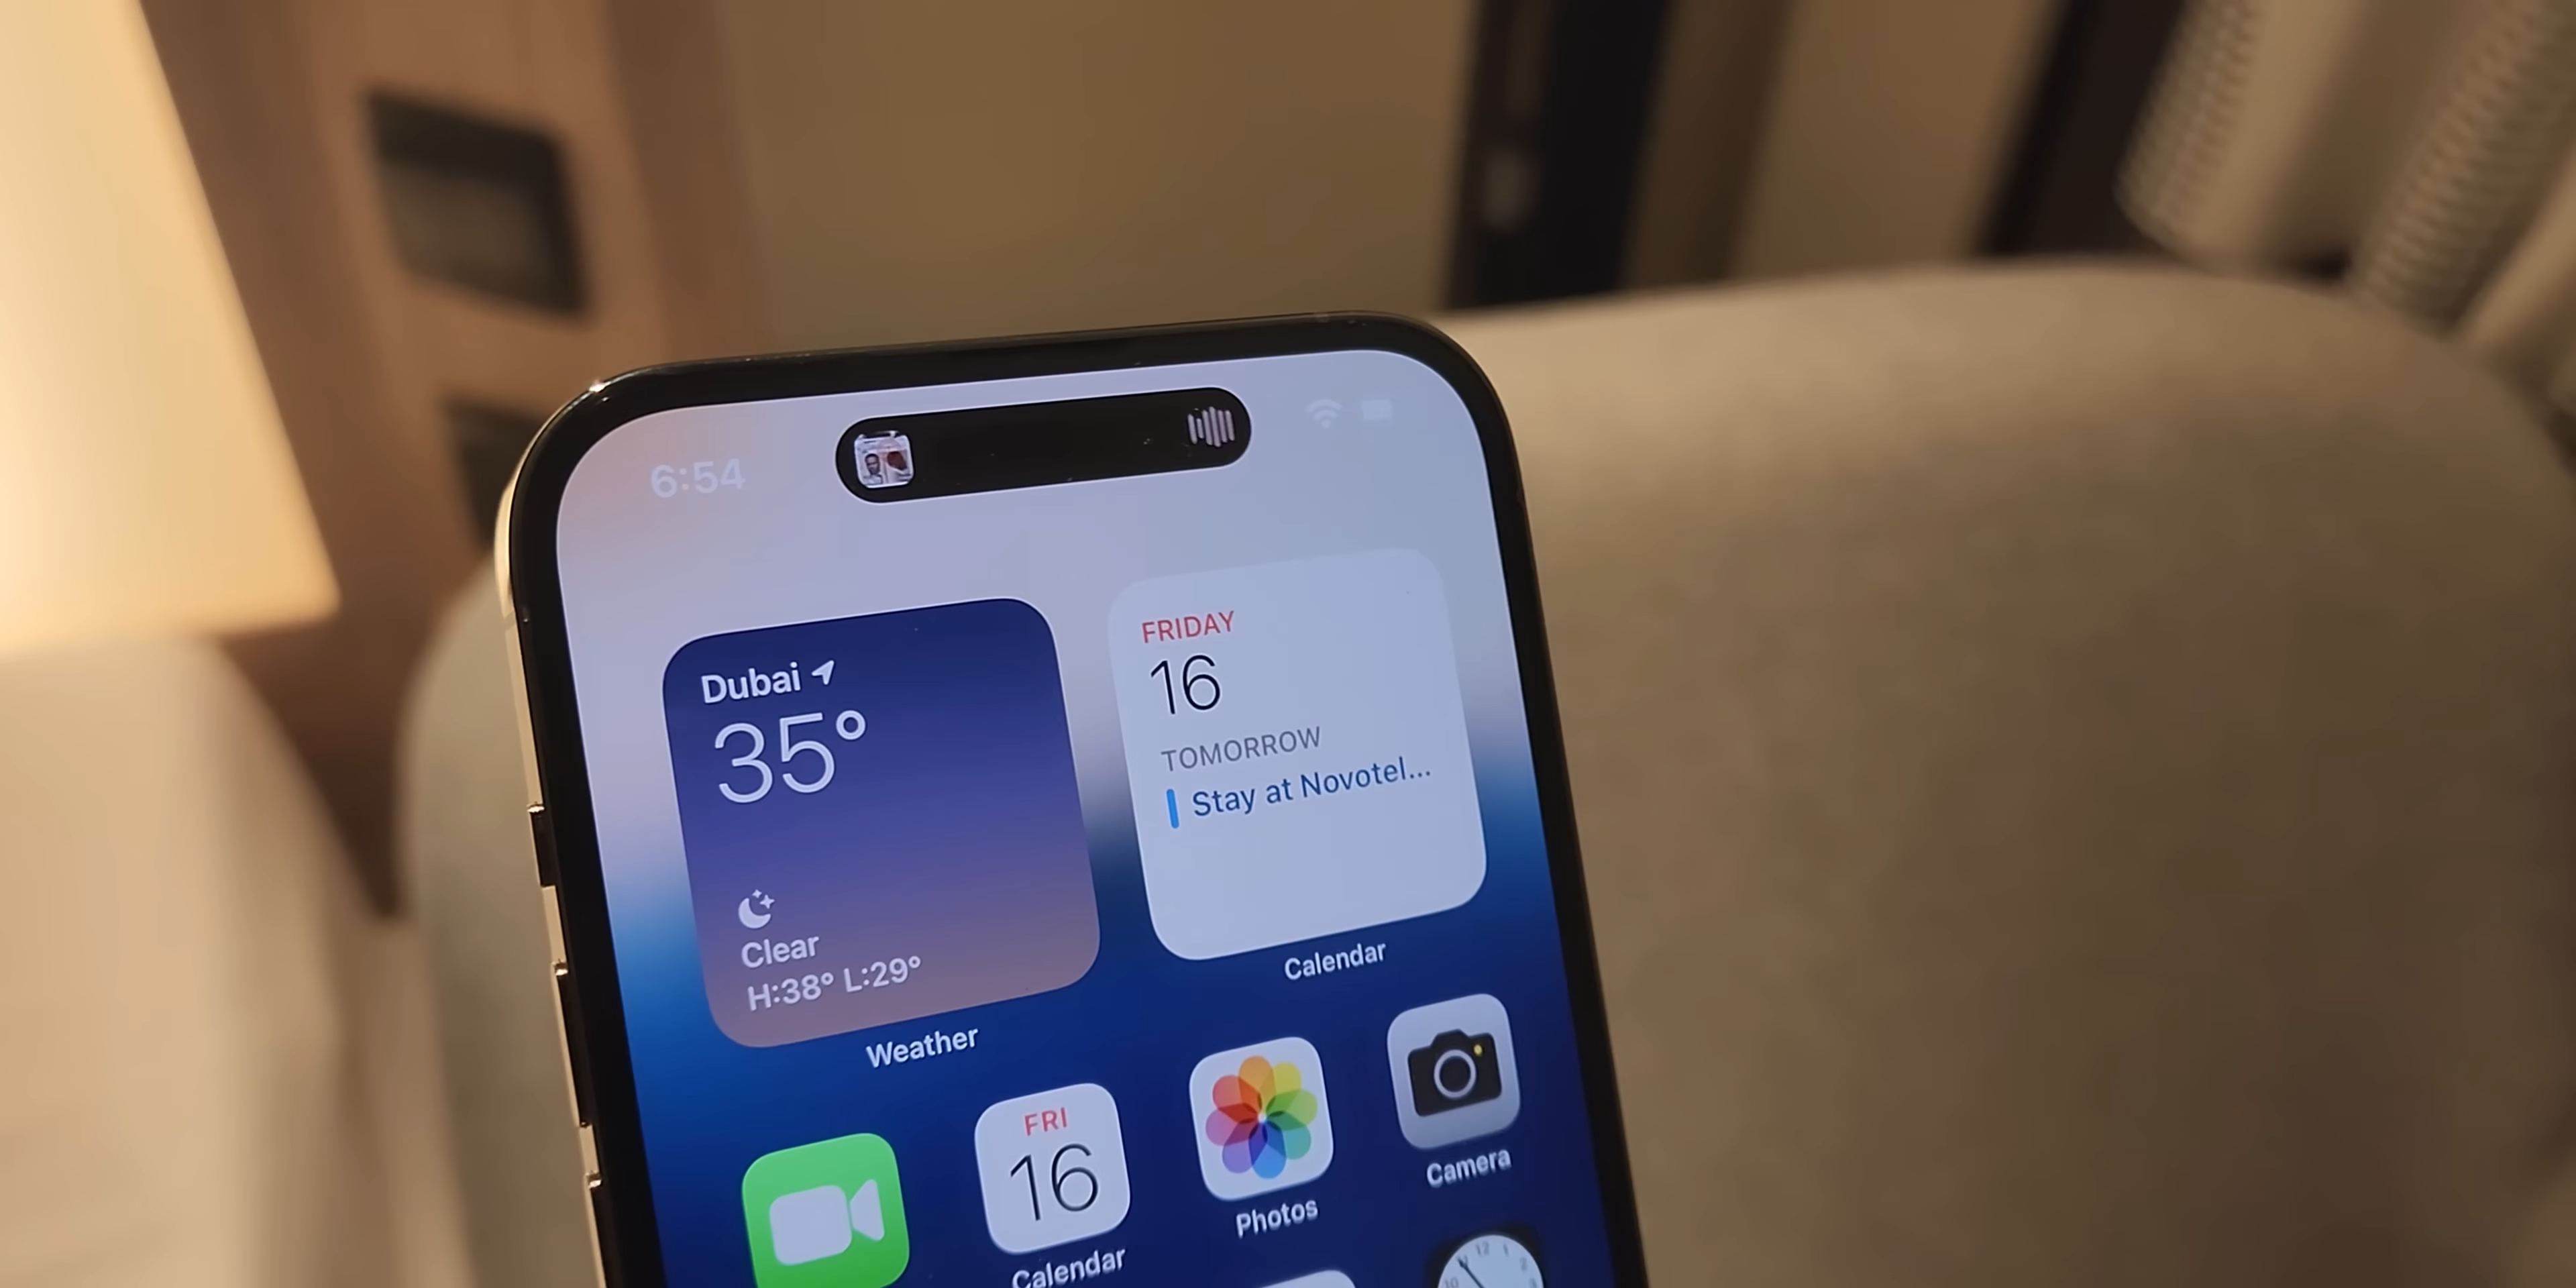 6:54
Dubai
35°
Clear
H:38° L:29°
Weather
FRIDAY
16
TOMORROW
Stay at Novotel...
Calendar
FRI
16
Calendar
Photos
Camera
12